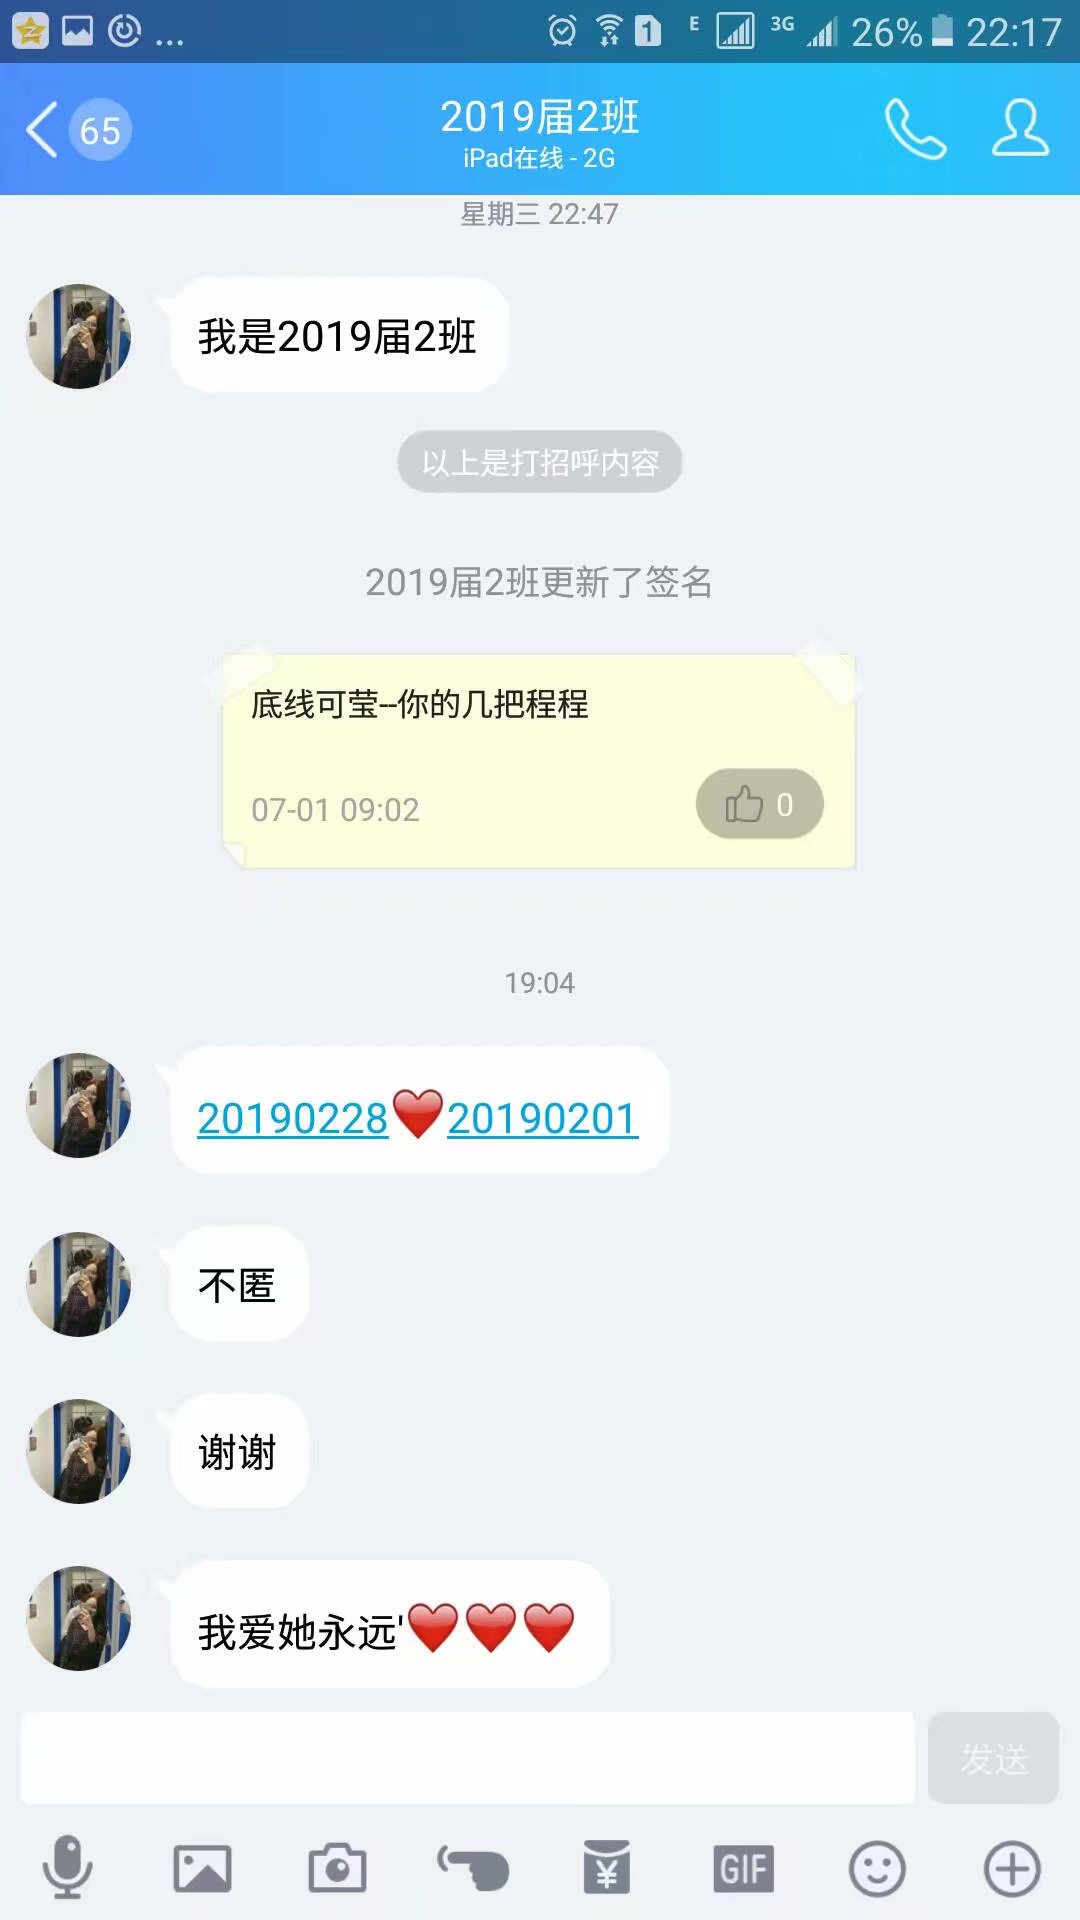 ... 1 E 3G 26% 22:17
65
2019届2班
iPad在线 - 2G
星期三 22:47
我是2019届2班
以上是打招呼内容
2019届2班更新了签名
底线可莹--你的几把程程
07-01 09:02
0
19:04
20190228❤️20190201
不匿
谢谢
我爱她永远'❤️❤️❤️
发送
¥
GIF